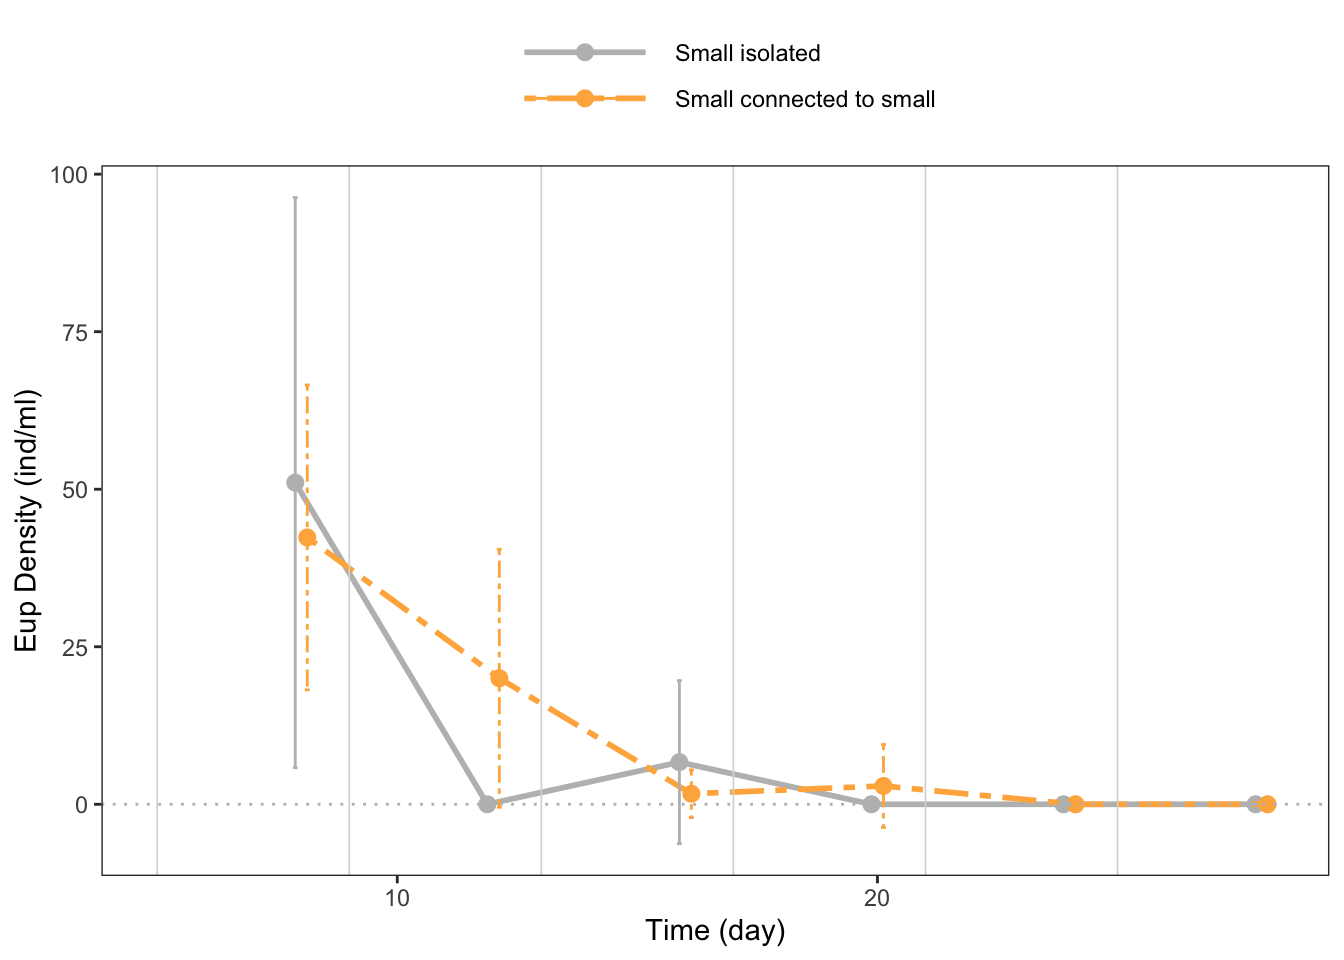 Small isolated
Small connected to small
100
75
50
25
0
Eup Density (ind/ml)
10 20
Time (day)